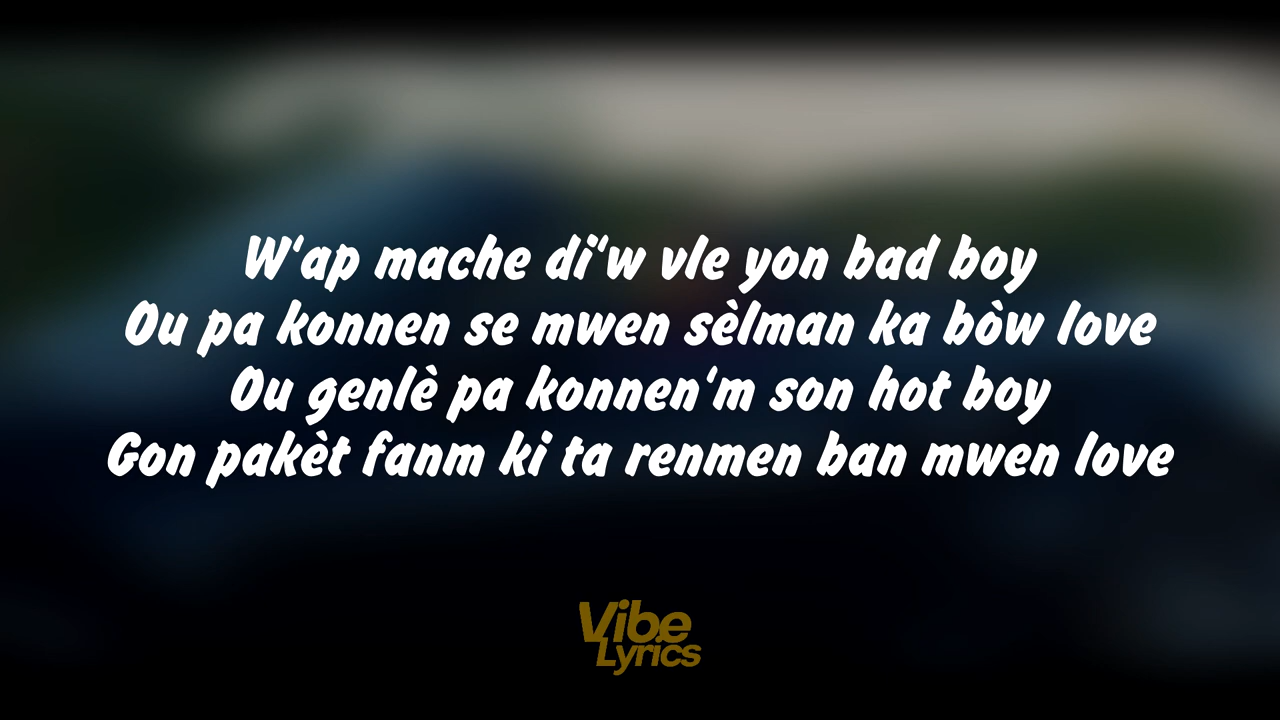 W'ap mache di'w vle yon bad boy
Ou pa konnen se mwen sèlman ka bòw love
Ou genlè pa konnen'm son hot boy
Gon pakèt fanm ki ta renmen ban mwen love
Vibe
Lyrics